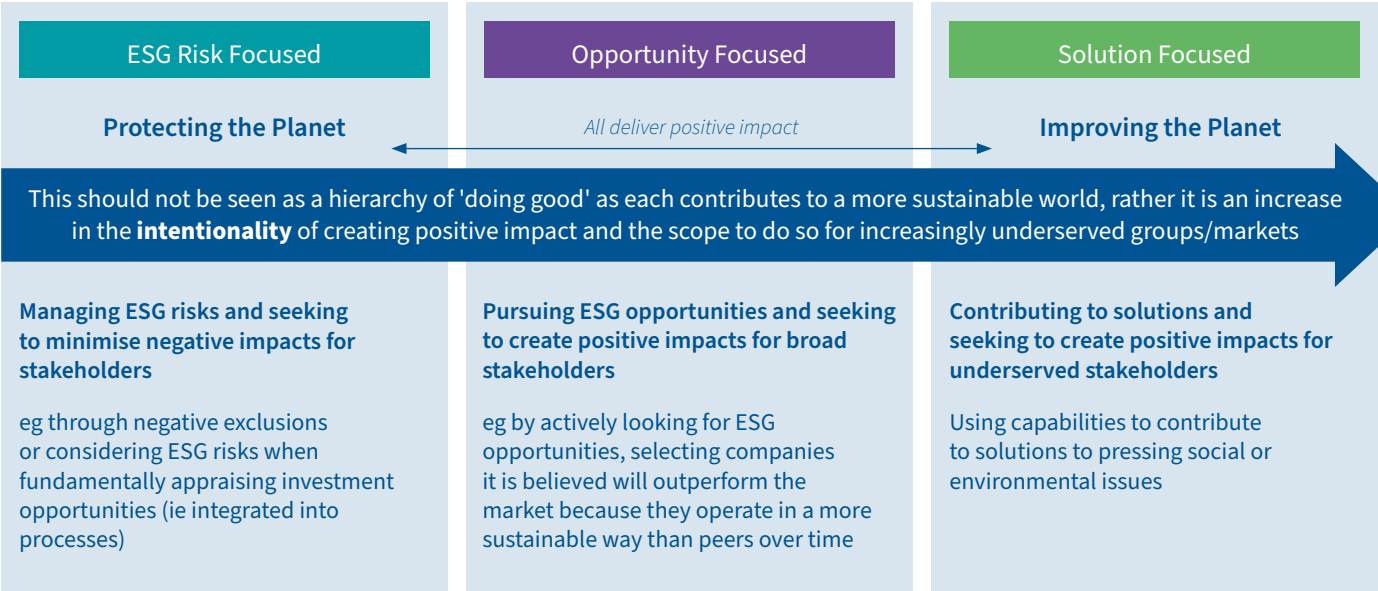 ESG Risk Focused
Opportunity Focused
Solution Focused
Protecting the Planet
All deliver positive impact
Improving the Planet
This should not be seen as a hierarchy of 'doing good' as each contributes to a more sustainable world, rather it is an increase
in the intentionality of creating positive impact and the scope to do so for increasingly underserved groups/markets
Managing ESG risks and seeking
to minimise negative impacts for
stakeholders
eg through negative exclusions
or considering ESG risks when
fundamentally appraising investment
opportunities (ie integrated into
processes)
Pursuing ESG opportunities and seeking
to create positive impacts for broad
stakeholders
eg by actively looking for ESG
opportunities, selecting companies
it is believed will outperform the
market because they operate in a more
sustainable way than peers over time
Contributing to solutions and
seeking to create positive impacts for
underserved stakeholders
Using capabilities to contribute
to solutions to pressing social or
environmental issues